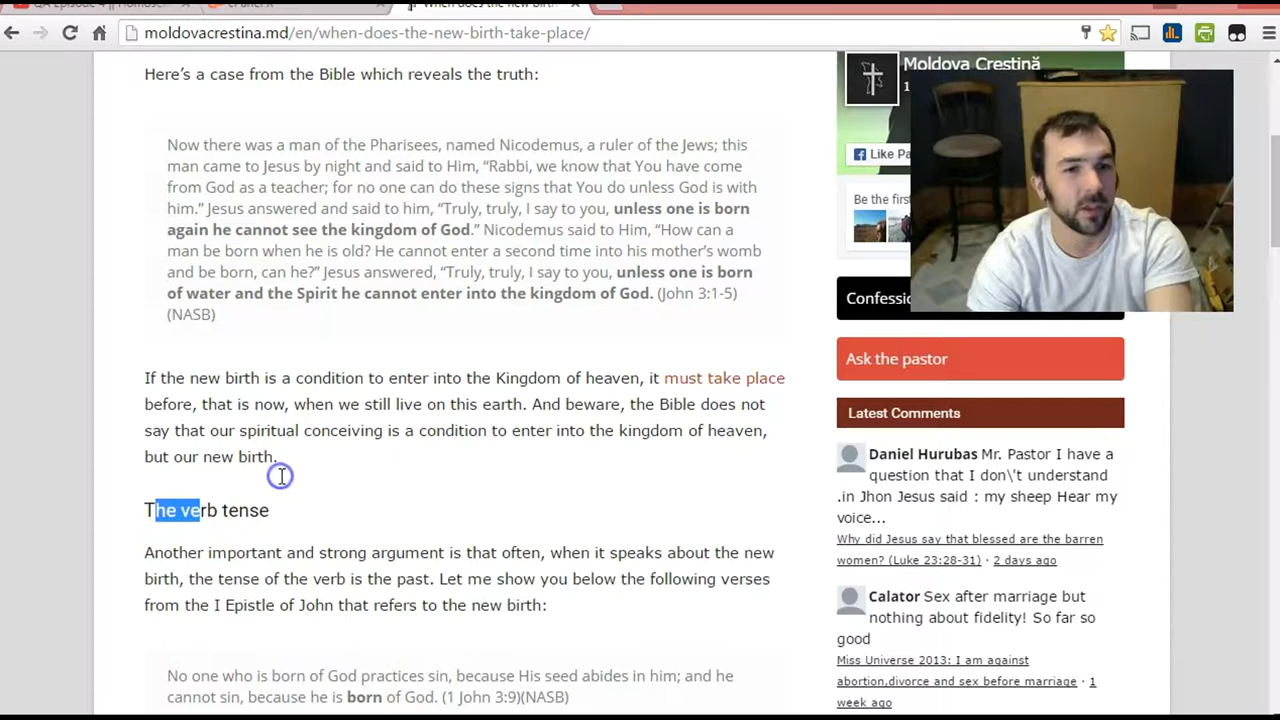 QA Episode 4
When does the new birth
moldovacrestina.md/en/when-does-the-new-birth-take-place/
Here's a case from the Bible which reveals the truth:
Now there was a man of the Pharisees, named Nicodemus, a ruler of the Jews; this
man came to Jesus by night and said to Him, “Rabbi, we know that You have come
from God as a teacher; for no one can do these signs that You do unless God is with
him.” Jesus answered and said to him, “Truly, truly, I say to you, unless one is born
again he cannot see the kingdom of God.” Nicodemus said to Him, “How can a
man be born when he is old? He cannot enter a second time into his mother's womb
and be born, can he?” Jesus answered, “Truly, truly, I say to you, unless one is born
of water and the Spirit he cannot enter into the kingdom of God. (John 3:1-5)
(NASB)
If the new birth is a condition to enter into the Kingdom of heaven, it must take place
before, that is now, when we still live on this earth. And beware, the Bible does not
say that our spiritual conceiving is a condition to enter into the kingdom of heaven,
but our new birth.
The verb tense
Another important and strong argument is that often, when it speaks about the new
birth, the tense of the verb is the past. Let me show you below the following verses
from the I Epistle of John that refers to the new birth:
No one who is born of God practices sin, because His seed abides in him; and he
cannot sin, because he is born of God. (1 John 3:9)(NASB)
Moldova Creștină
1
Like Pa
Be the first
Confessio
Ask the pastor
Latest Comments
Daniel Hurubas Mr. Pastor I have a
question that I don\'t understand
.in Jhon Jesus said : my sheep Hear my
voice...
Why did Jesus say that blessed are the barren
women? (Luke 23:28-31) · 2 days ago
Calator Sex after marriage but
nothing about fidelity! So far so
good
Miss Universe 2013: I am against
abortion,divorce and sex before marriage · 1
week ago